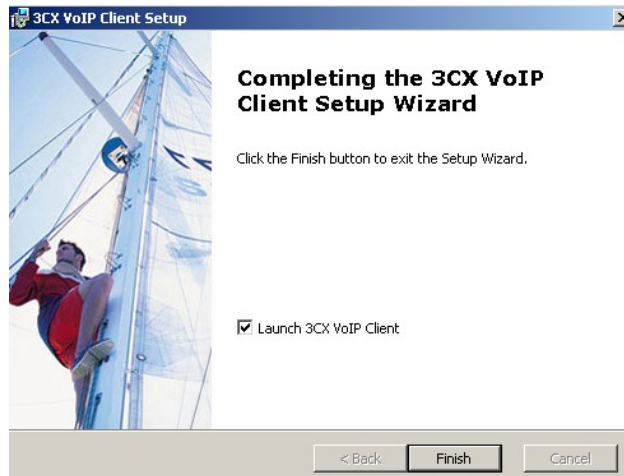 3CX VoIP Client Setup
Completing the 3CX VoIP
Client Setup Wizard
Click the Finish button to exit the Setup Wizard.
Launch 3CX VoIP Client
< Back
Finish
Cancel